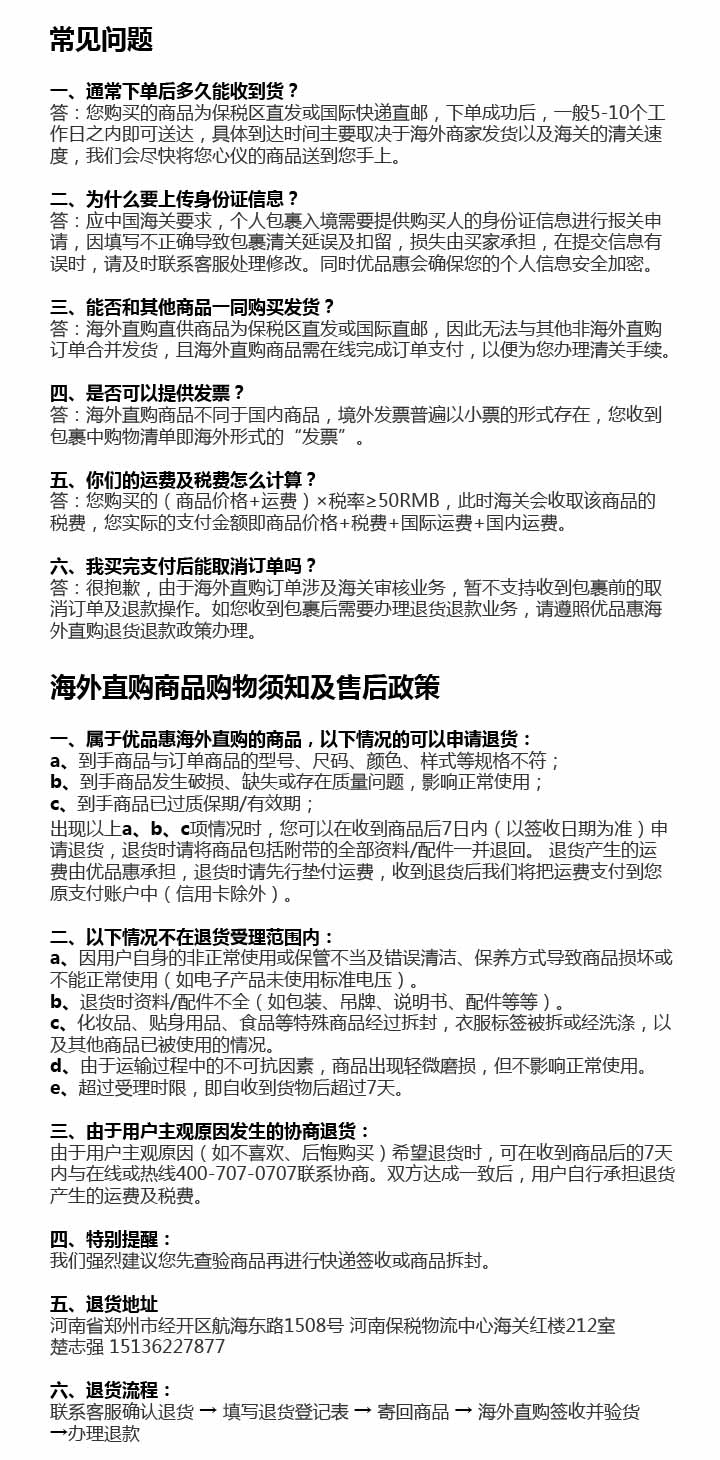 常见问题
一、通常下单后多久能收到货？
答：您购买的商品为保税区直发或国际快递直邮，下单成功后，一般5-10个工
作日之内即可送达，具体到达时间主要取决于海外商家发货以及海关的清关速
度，我们会尽快将您心仪的商品送到您手上。
二、为什么要上传身份证信息？
答：应中国海关要求，个人包裹入境需要提供购买人的身份证信息进行报关申
请，因填写不正确导致包裹清关延误及扣留，损失由买家承担，在提交信息有
误时，请及时联系客服处理修改。同时优品惠会确保您的个人信息安全加密。
三、能否和其他商品一同购买发货？
答：海外直购直供商品为保税区直发或国际直邮，因此无法与其他非海外直购
订单合并发货，且海外直购商品需在线完成订单支付，以便为您办理清关手续。
四、是否可以提供发票？
答：海外直购商品不同于国内商品，境外发票普遍以小票的形式存在，您收到
包裹中购物清单即海外形式的“发票”。
五、你们的运费及税费怎么计算？
答：您购买的（商品价格+运费）×税率≥50RMB，此时海关会收取该商品的
税费，您实际的支付金额即商品价格+税费+国际运费+国内运费。
六、我买完支付后能取消订单吗？
答：很抱歉，由于海外直购订单涉及海关审核业务，暂不支持收到包裹前的取
消订单及退款操作。如您收到包裹后需要办理退货退款业务，请遵照优品惠海
外直购退货退款政策办理。
海外直购商品购物须知及售后政策
一、属于优品惠海外直购的商品，以下情况的可以申请退货：
a、到手商品与订单商品的型号、尺码、颜色、样式等规格不符；
b、到手商品发生破损、缺失或存在质量问题，影响正常使用；
c、到手商品已过质保期/有效期；
出现以上a、b、c项情况时，您可以在收到商品后7日内（以签收日期为准）申
请退货，退货时请将商品包括附带的全部资料/配件一并退回。 退货产生的运
费由优品惠承担，退货时请先行垫付运费，收到退货后我们将把运费支付到您
原支付账户中（信用卡除外）。
二、以下情况不在退货受理范围内：
a、因用户自身的非正常使用或保管不当及错误清洁、保养方式导致商品损坏或
不能正常使用（如电子产品未使用标准电压）。
b、退货时资料/配件不全（如包装、吊牌、说明书、配件等等）。
c、化妆品、贴身用品、食品等特殊商品经过拆封，衣服标签被拆或经洗涤，以
及其他商品已被使用的情况。
d、由于运输过程中的不可抗因素，商品出现轻微磨损，但不影响正常使用。
e、超过受理时限，即自收到货物后超过7天。
三、由于用户主观原因发生的协商退货：
由于用户主观原因（如不喜欢、后悔购买）希望退货时，可在收到商品后的7天
内与在线或热线400-707-0707联系协商。双方达成一致后，用户自行承担退货
产生的运费及税费。
四、特别提醒：
我们强烈建议您先查验商品再进行快递签收或商品拆封。
五、退货地址
河南省郑州市经开区航海东路1508号 河南保税物流中心海关红楼212室
楚志强 15136227877
六、退货流程：
联系客服确认退货 → 填写退货登记表 → 寄回商品 → 海外直购签收并验货
→办理退款